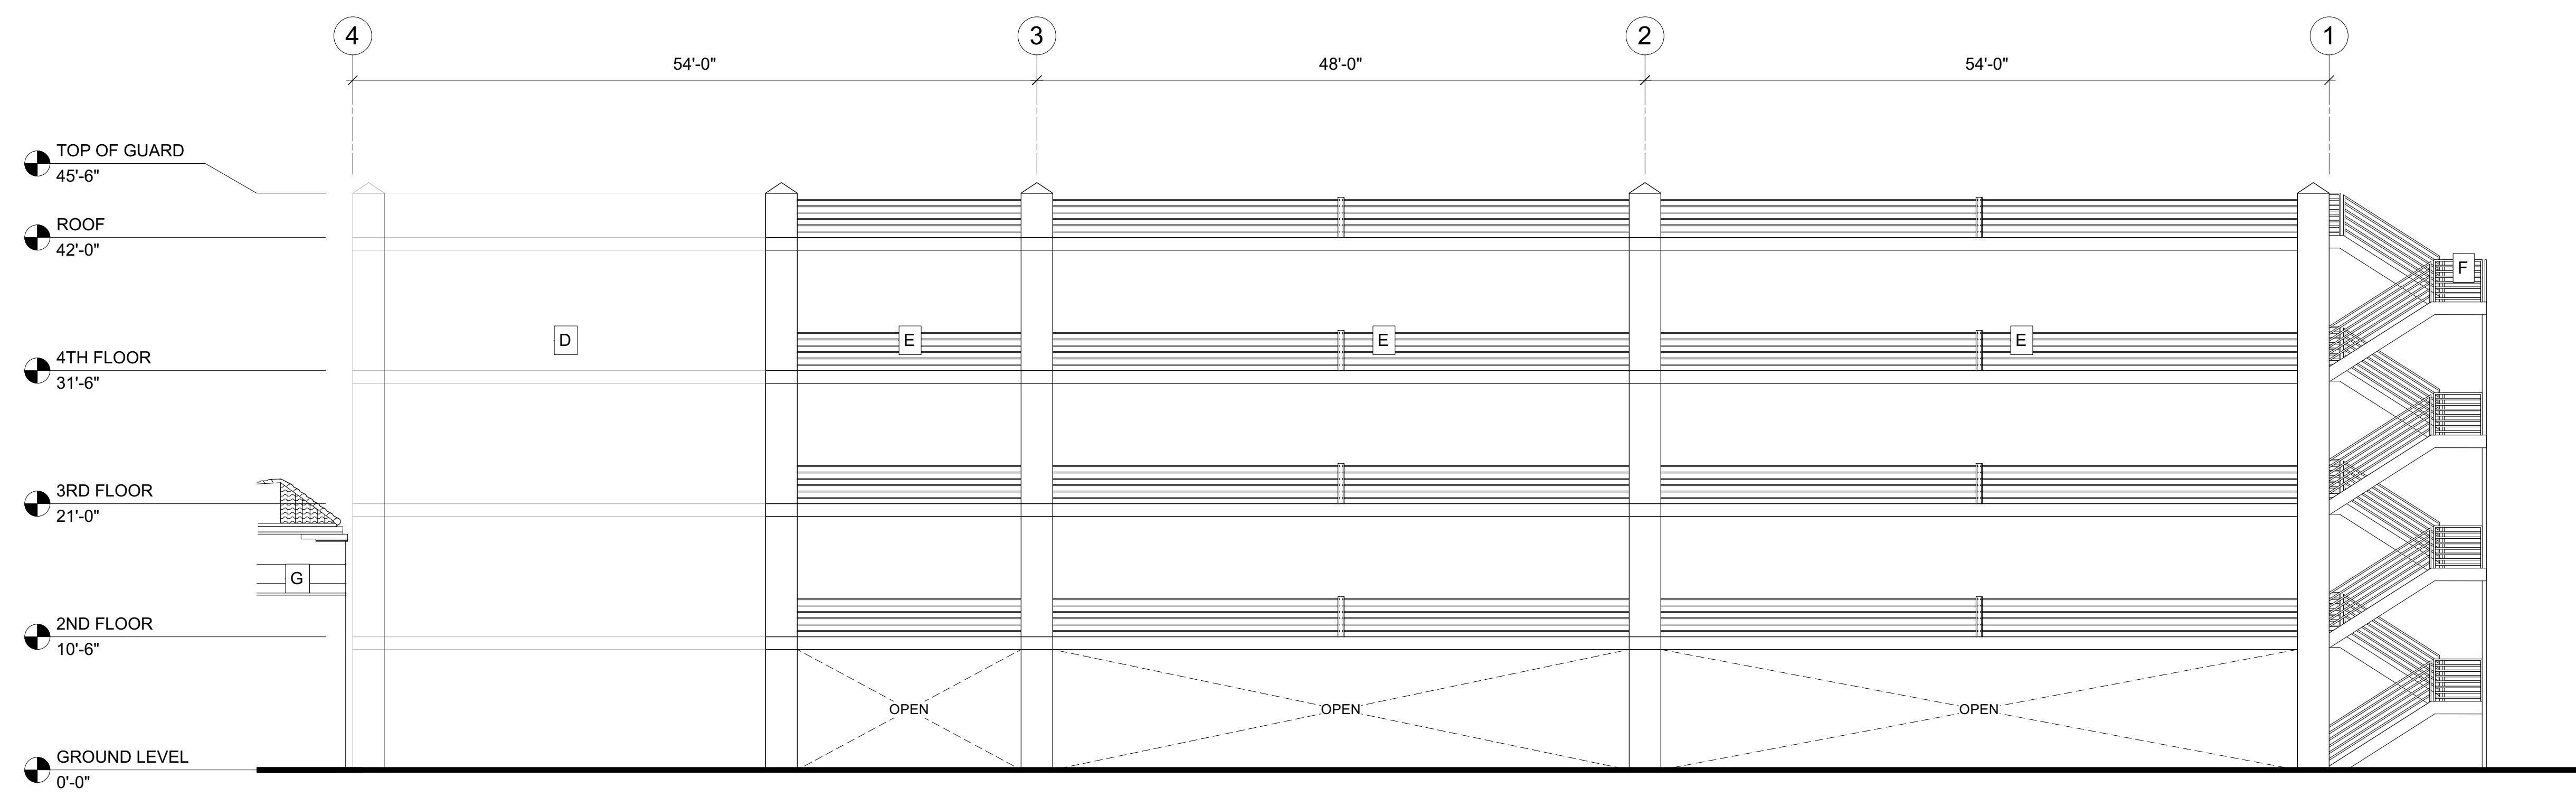 4
3
2
1
54'-0"
48'-0"
54'-0"
TOP OF GUARD
45'-6"
ROOF
42'-0"
F
4TH FLOOR
31'-6"
D
E
E
E
3RD FLOOR
21'-0"
G
2ND FLOOR
10'-6"
OPEN
OPEN
OPEN
GROUND LEVEL
0'-0"